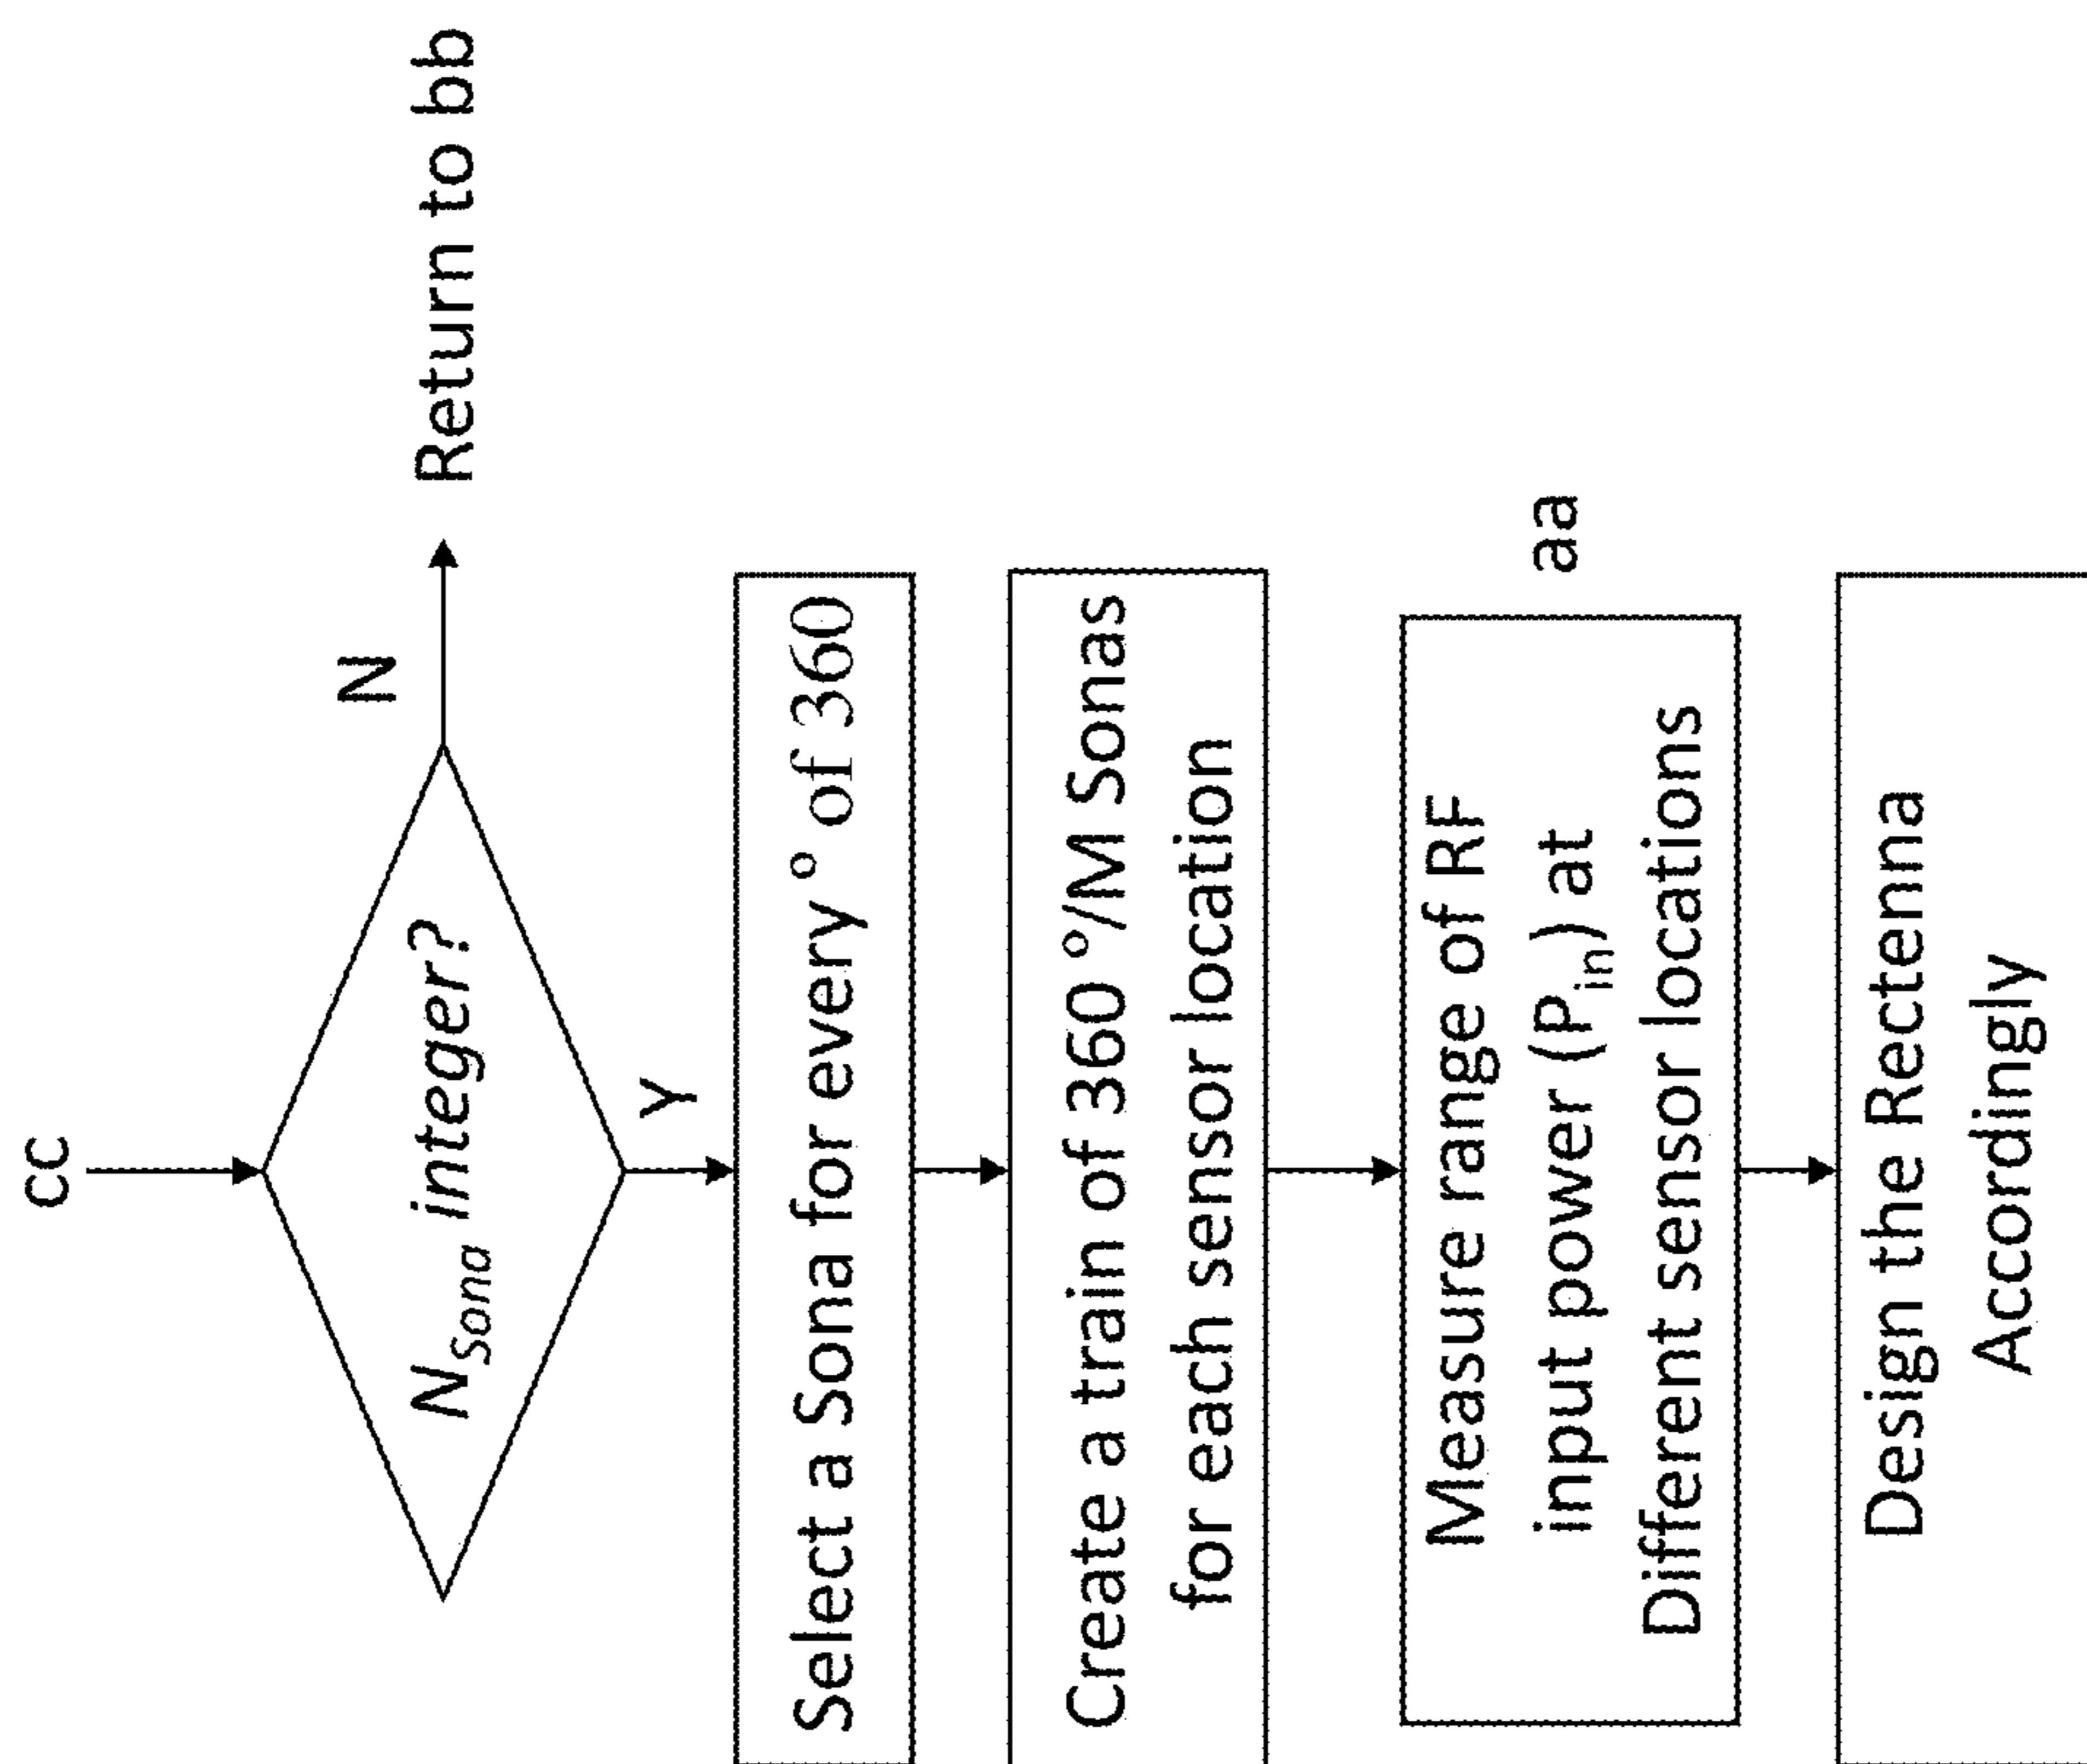 cc
N_Sona integer?
N
Return to bb
Y
Select a Sona for every ° of 360
Create a train of 360 °/M Sonas
for each sensor location
Measure range of RF
input power (P_in) at
Different sensor locations
aa
Design the Rectenna
Accordingly